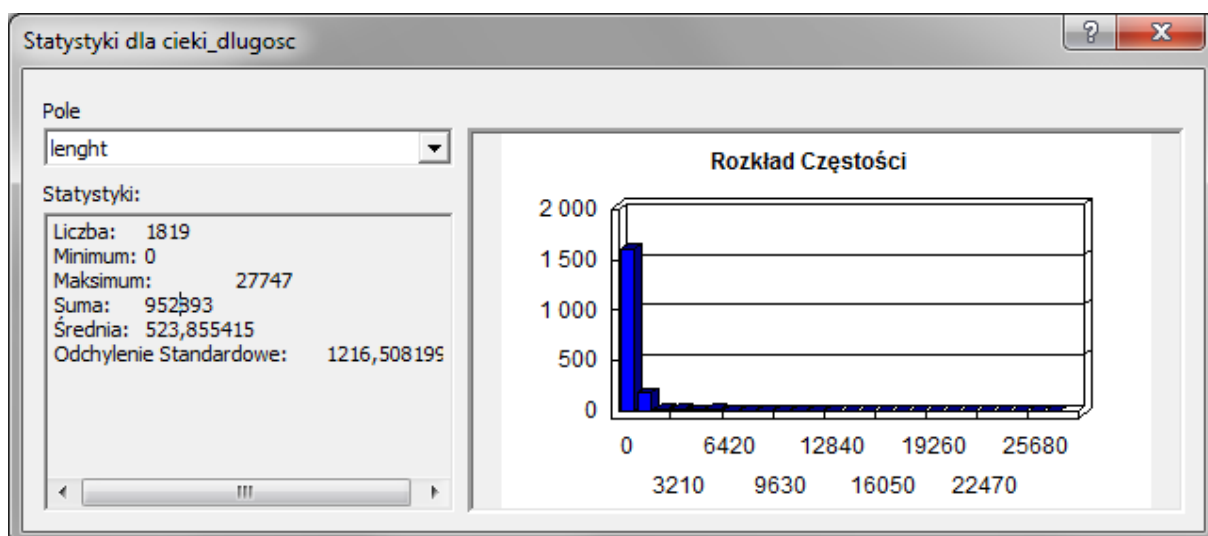 Statystyki dla cieki_dlugosc
Pole
lenght
Statystyki:
Liczba: 1819
Minimum: 0
Maksimum: 27747
Suma: 952893
Średnia: 523,855415
Odchylenie Standardowe: 1216,508199
Rozkład Częstości
2 000
1 500
1 000
500
0
0 6420 12840 19260 25680
3210 9630 16050 22470